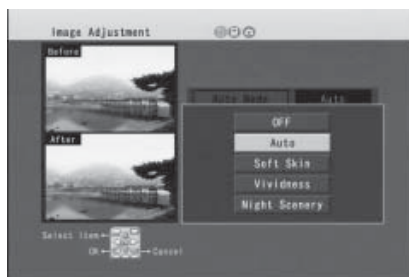 Image Adjustment
Before
After
Auto Mode Auto
OFF
Auto
Soft Skin
Vividness
Night Scenery
Select Item
OK Cancel